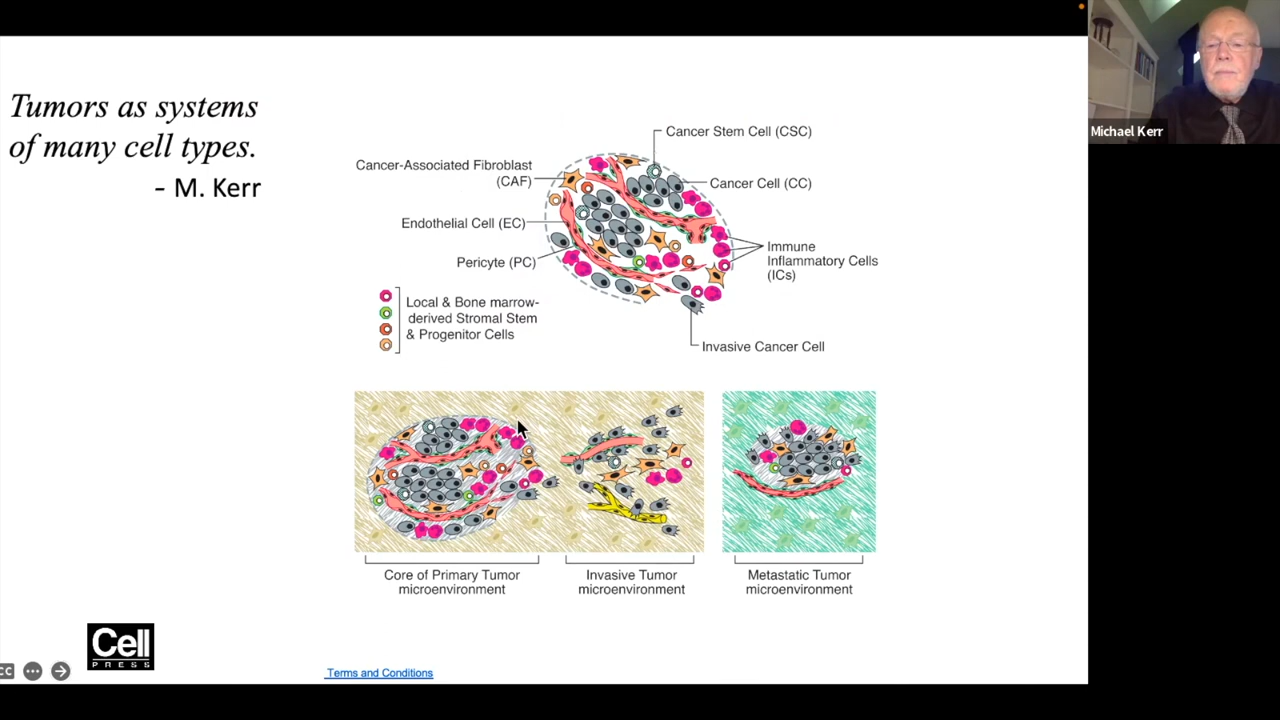 Tumors as systems
of many cell types.
- M. Kerr
Cancer Stem Cell (CSC)
Cancer-Associated Fibroblast
(CAF)
Cancer Cell (CC)
Endothelial Cell (EC)
Immune
Inflammatory Cells
(ICs)
Pericyte (PC)
Local & Bone marrow-
derived Stromal Stem
& Progenitor Cells
Invasive Cancer Cell
Core of Primary Tumor
microenvironment
Invasive Tumor
microenvironment
Metastatic Tumor
microenvironment
Cell
PRESS
CC
Terms and Conditions
Michael Kerr